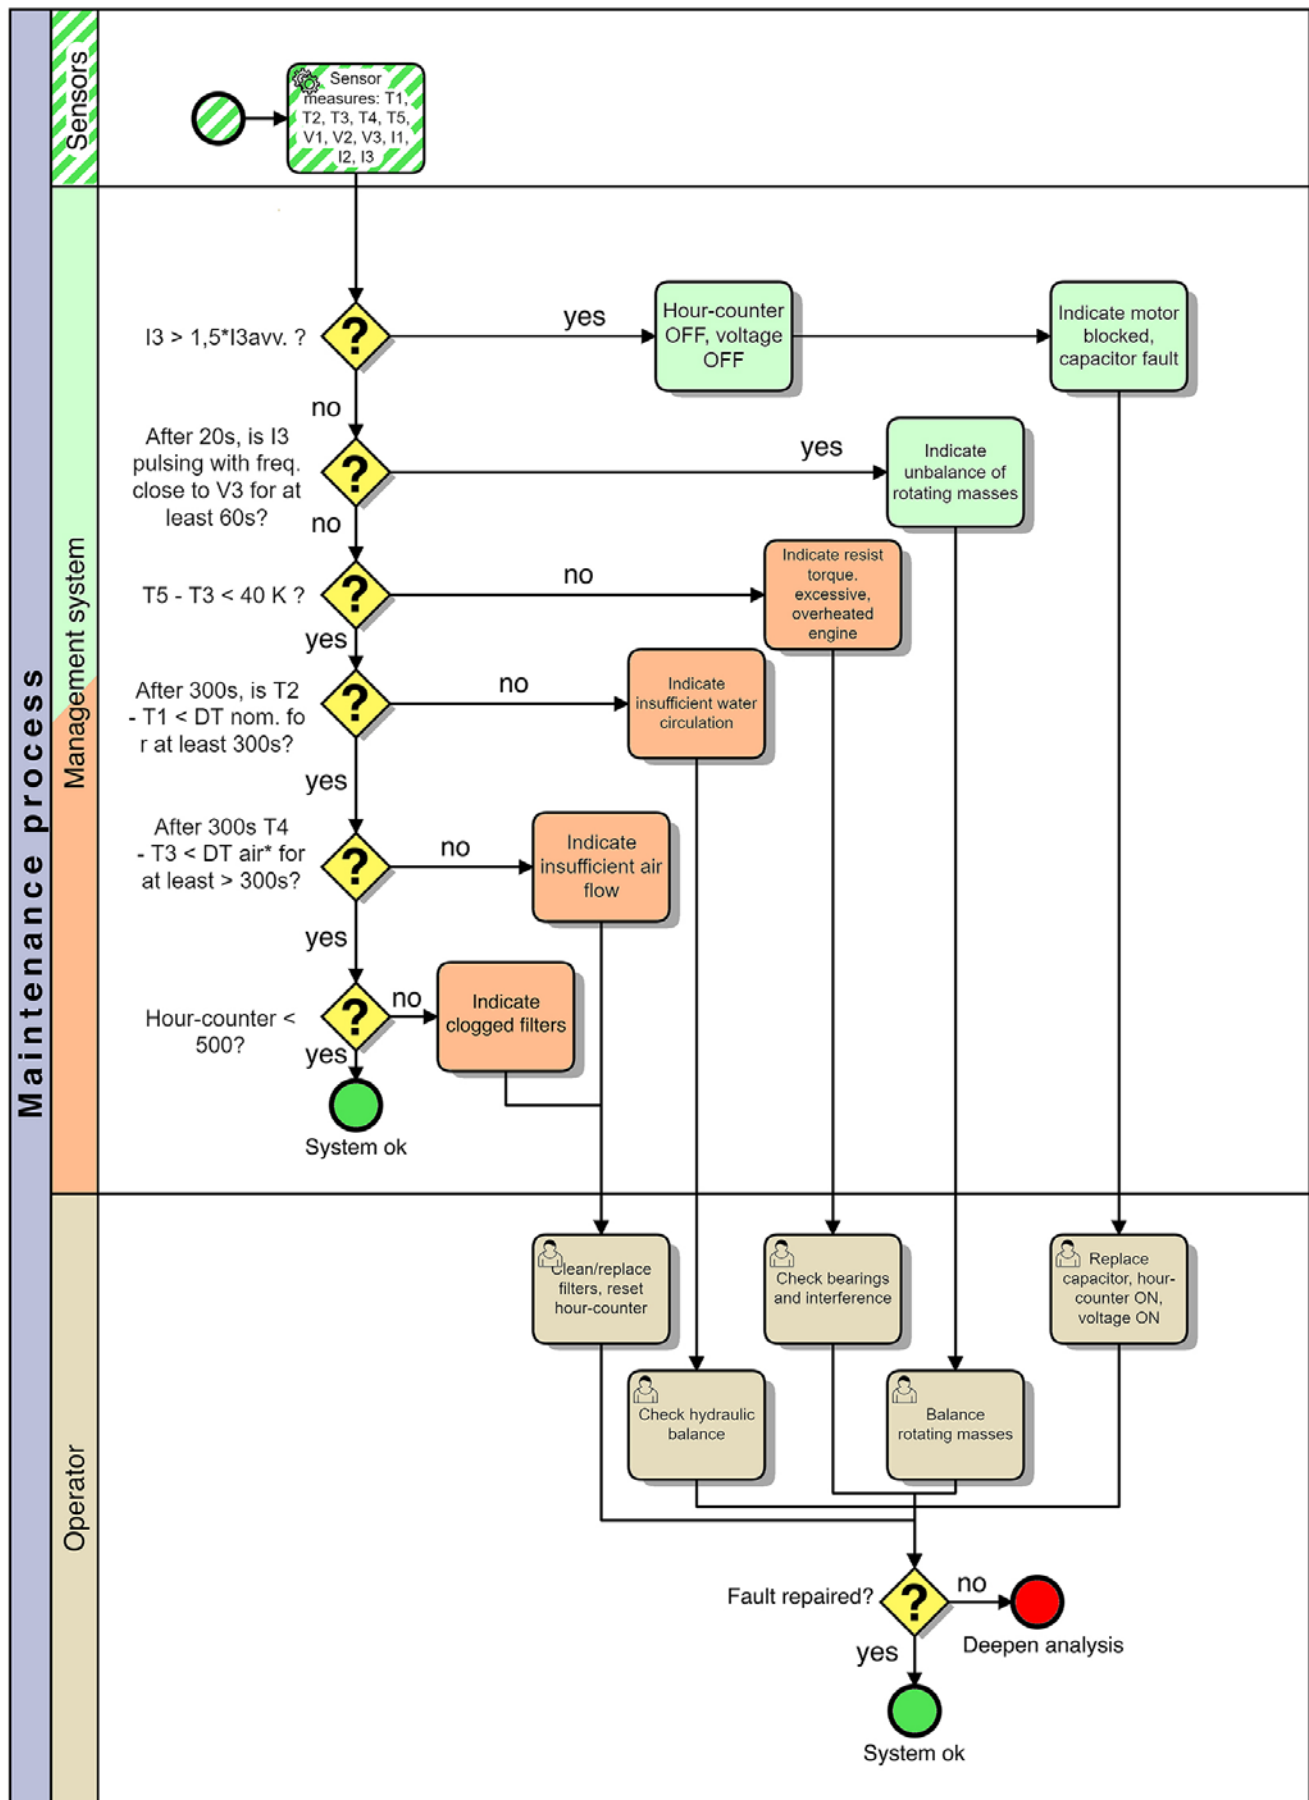 Maintenance process
Sensors
Sensor
measures: T1,
T2, T3, T4, T5,
V1, V2, V3, I1,
I2, I3
Management system
I3 > 1,5*I3avv. ?
?
yes
Hour-counter
OFF, voltage
OFF
Indicate motor
blocked,
capacitor fault
no
After 20s, is I3
pulsing with freq.
close to V3 for at
least 60s?
?
yes
Indicate
unbalance of
rotating masses
no
T5 - T3 < 40 K ?
?
no
Indicate resist
torque.
excessive,
overheated
engine
yes
After 300s, is T2
- T1 < DT nom. fo
r at least 300s?
?
no
Indicate
insufficient water
circulation
yes
After 300s T4
- T3 < DT air* for
at least > 300s?
?
no
Indicate
insufficient air
flow
yes
Hour-counter <
500?
?
no
Indicate
clogged filters
yes
System ok
Operator
Clean/replace
filters, reset
hour-counter
Check bearings
and interference
Replace
capacitor, hour-
counter ON,
voltage ON
Check hydraulic
balance
Balance
rotating masses
Fault repaired?
?
no
Deepen analysis
yes
System ok